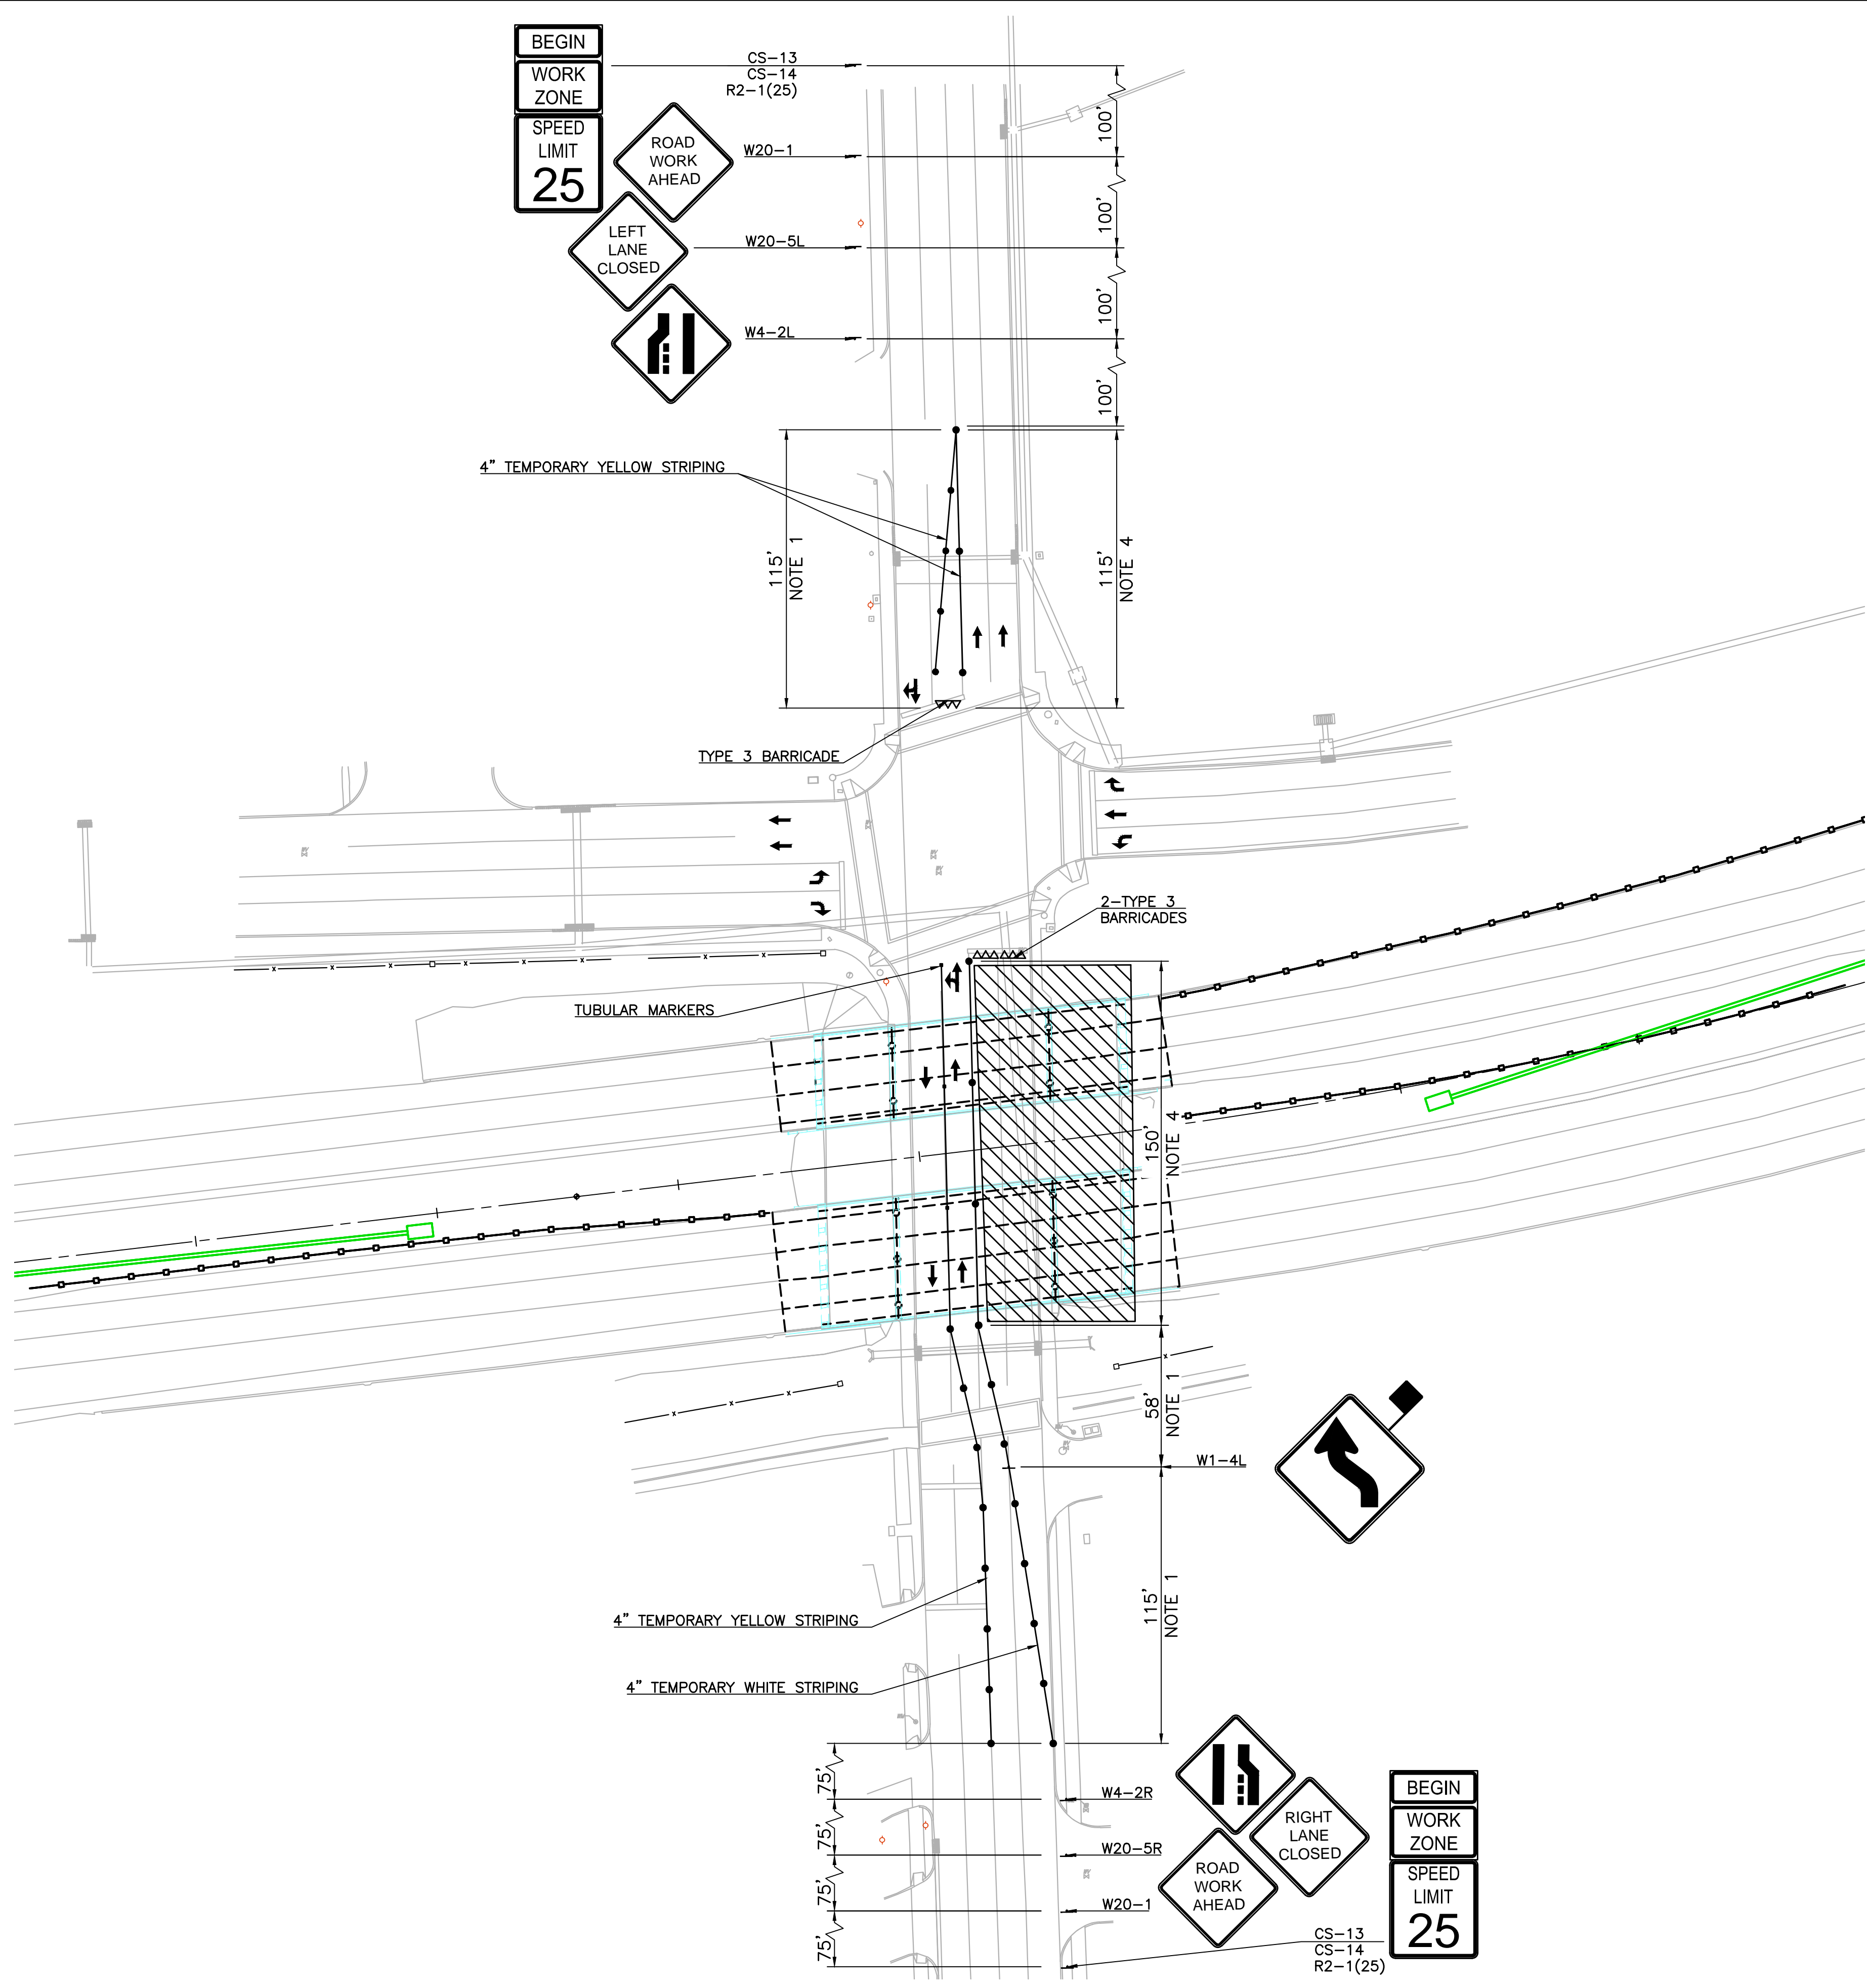 BEGIN
WORK
ZONE
SPEED
LIMIT
25
CS-13
CS-14
R2-1(25)
ROAD
WORK
AHEAD
W20-1
LEFT
LANE
CLOSED
W20-5L
W4-2L
100'
100'
100'
100'
4" TEMPORARY YELLOW STRIPING
115'
NOTE 1
115'
NOTE 4
TYPE 3 BARRICADE
2-TYPE 3
BARRICADES
TUBULAR MARKERS
150'
NOTE 4
58'
NOTE 1
W1-4L
115'
NOTE 1
4" TEMPORARY YELLOW STRIPING
4" TEMPORARY WHITE STRIPING
75'
75'
75'
75'
W4-2R
W20-5R
W20-1
RIGHT
LANE
CLOSED
ROAD
WORK
AHEAD
BEGIN
WORK
ZONE
SPEED
LIMIT
25
CS-13
CS-14
R2-1(25)